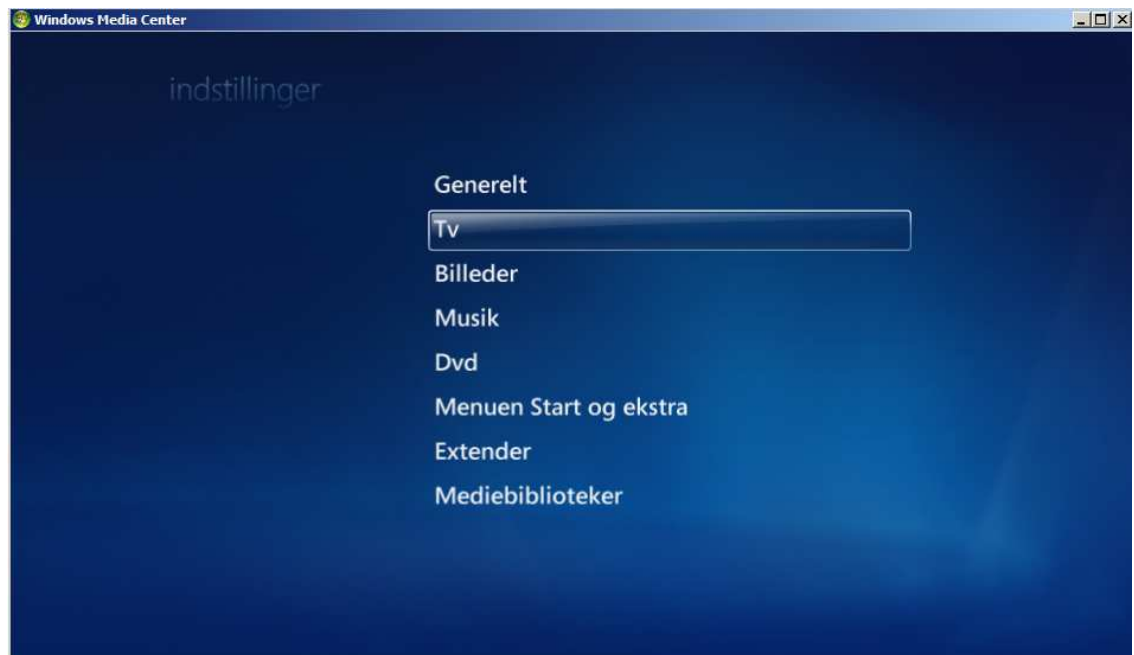 Windows Media Center
indstillinger
Generelt
Tv
Billeder
Musik
Dvd
Menuen Start og ekstra
Extender
Mediebiblioteker